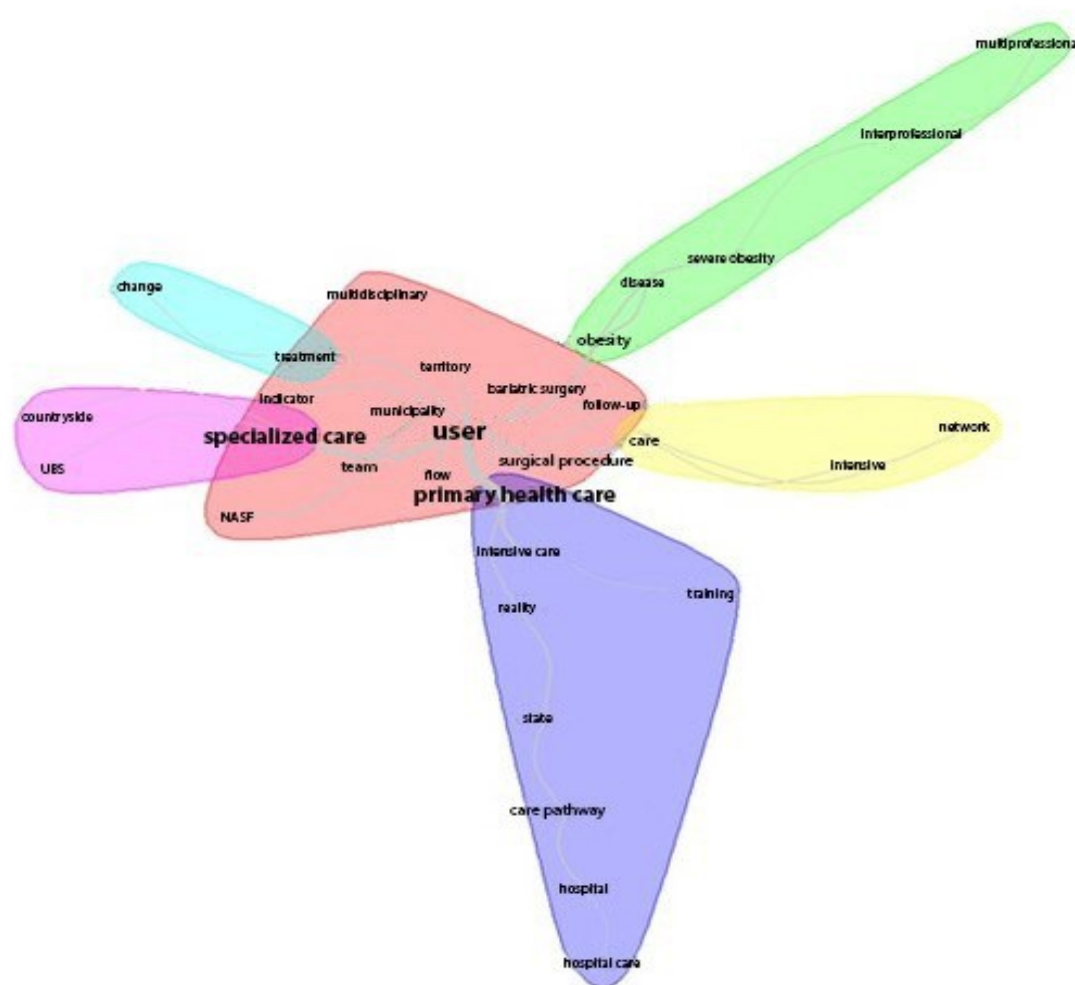 multiprofiona
interprofessional
severe obesity
disease
change
multidisciplinary
obesity
treatment
territory
bariatric surgery
indicator
follow-up
municipality
countryside
network
user
specialized care
care
surgical procedure
team
intensive
UBS
flow
primary health care
NASF
intensive care
training
reality
state
care pathway
hospital
hospital care